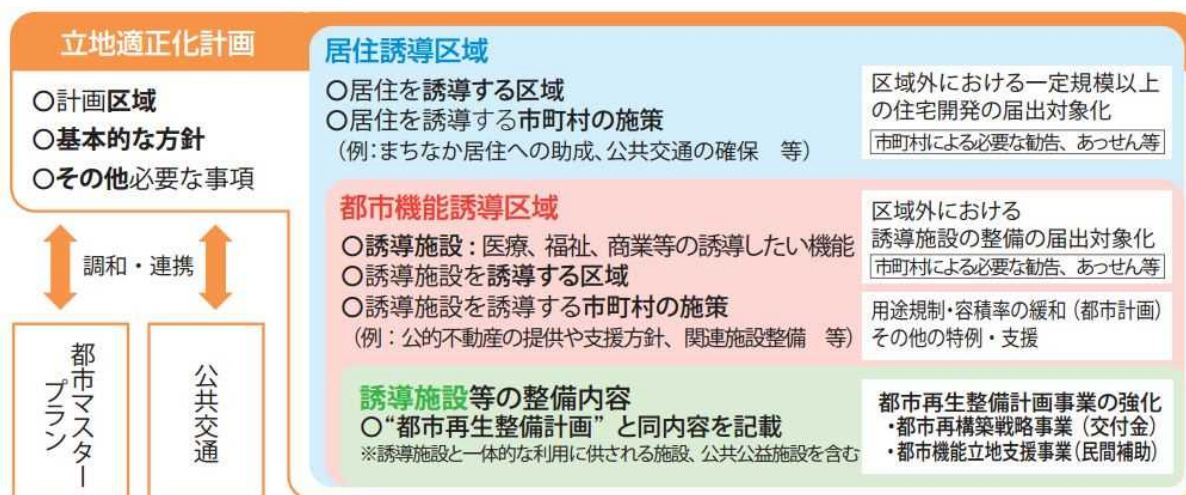 立地適正化計画
○計画区域
○基本的な方針
○その他必要な事項
調和・連携
都市マスタープラン
公共交通
居住誘導区域
○居住を誘導する区域
○居住を誘導する市町村の施策
（例：まちなか居住への助成、公共交通の確保　等）
区域外における一定規模以上
の住宅開発の届出対象化
市町村による必要な勧告、あっせん等
都市機能誘導区域
○誘導施設：医療、福祉、商業等の誘導したい機能
○誘導施設を誘導する区域
○誘導施設を誘導する市町村の施策
（例：公的不動産の提供や支援方針、関連施設整備　等）
区域外における
誘導施設の整備の届出対象化
市町村による必要な勧告、あっせん等
用途規制・容積率の緩和（都市計画）
その他の特例・支援
誘導施設等の整備内容
○“都市再生整備計画”と同内容を記載
※誘導施設と一体的な利用に供される施設、公共公益施設を含む
都市再生整備計画事業の強化
・都市再構築戦略事業（交付金）
・都市機能立地支援事業（民間補助）